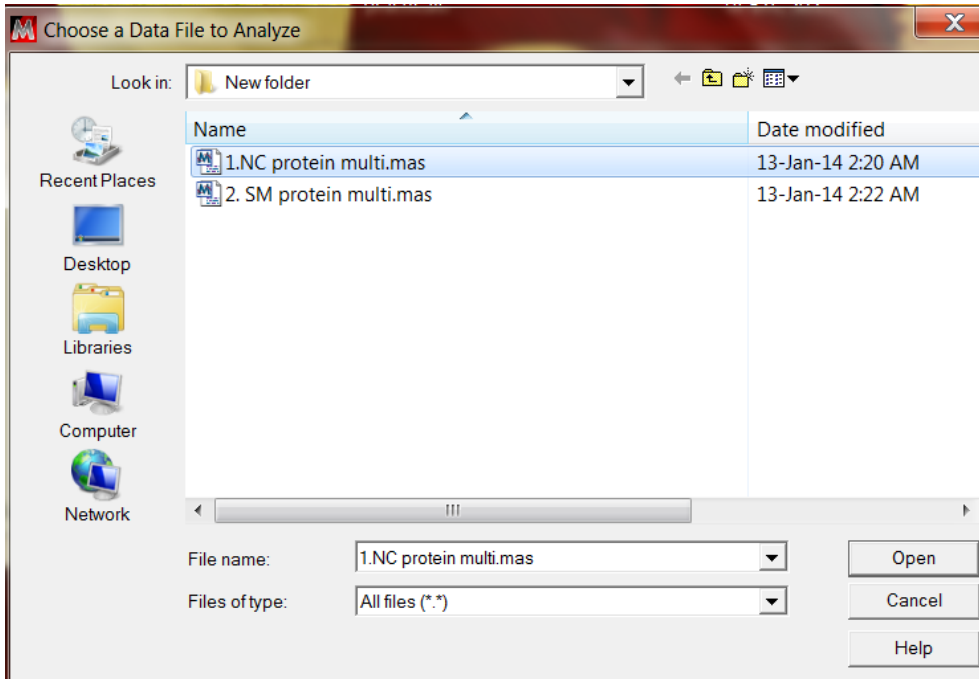 Choose a Data File to Analyze
X
Look in:
New folder
Name
Date modified
1.NC protein multi.mas
13-Jan-14 2:20 AM
2. SM protein multi.mas
13-Jan-14 2:22 AM
Recent Places
Desktop
Libraries
Computer
Network
File name:
1.NC protein multi.mas
Open
Files of type:
All files (*.*)
Cancel
Help